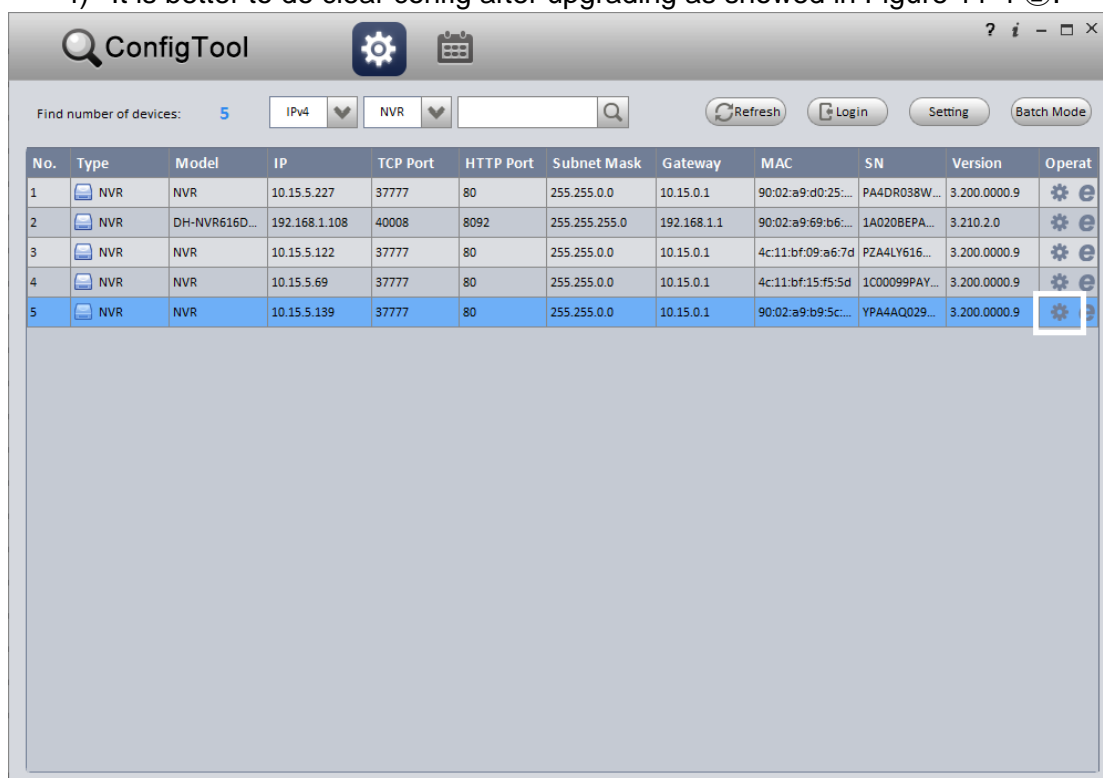 It is better to do clear config after upgrading as showed in Figure 11-1
ConfigTool
? i – □ ×
Find number of devices: 5 IPv4 NVR Refresh Login Setting Batch Mode
No. Type Model IP TCP Port HTTP Port Subnet Mask Gateway MAC SN Version Operat
1 NVR NVR 10.15.5.227 37777 80 255.255.0.0 10.15.0.1 90:02:a9:d0:25:... PA4DR038W... 3.200.0000.9
2 NVR DH-NVR616D... 192.168.1.108 40008 8092 255.255.255.0 192.168.1.1 90:02:a9:69:b6:... 1A020BEPA... 3.210.2.0
3 NVR NVR 10.15.5.122 37777 80 255.255.0.0 10.15.0.1 4c:11:bf:09:a6:7d PZA4LY616... 3.200.0000.9
4 NVR NVR 10.15.5.69 37777 80 255.255.0.0 10.15.0.1 4c:11:bf:15:f5:5d 1C00099PAY... 3.200.0000.9
5 NVR NVR 10.15.5.139 37777 80 255.255.0.0 10.15.0.1 90:02:a9:b9:5c:... YPA4AQ029... 3.200.0000.9